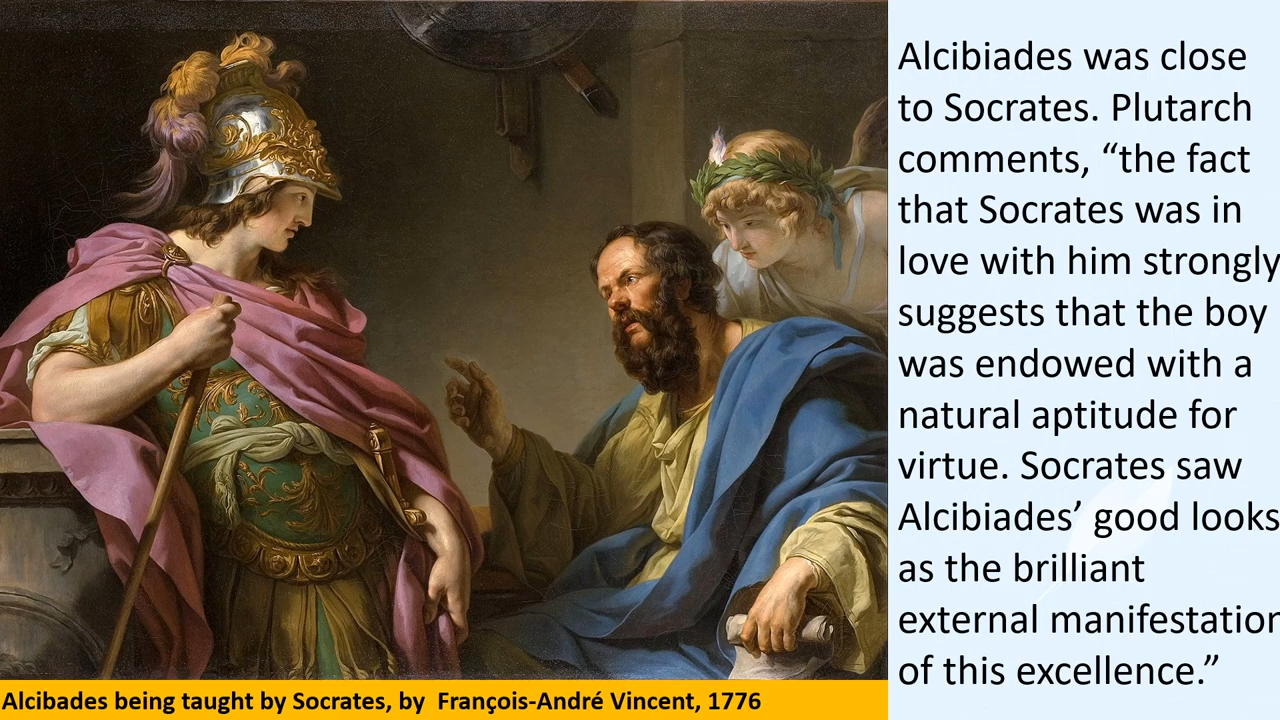 Alcibiades was close
to Socrates. Plutarch
comments, “the fact
that Socrates was in
love with him strongly
suggests that the boy
was endowed with a
natural aptitude for
virtue. Socrates saw
Alcibiades’ good looks
as the brilliant
external manifestation
of this excellence.”
Alcibades being taught by Socrates, by  François-André Vincent, 1776